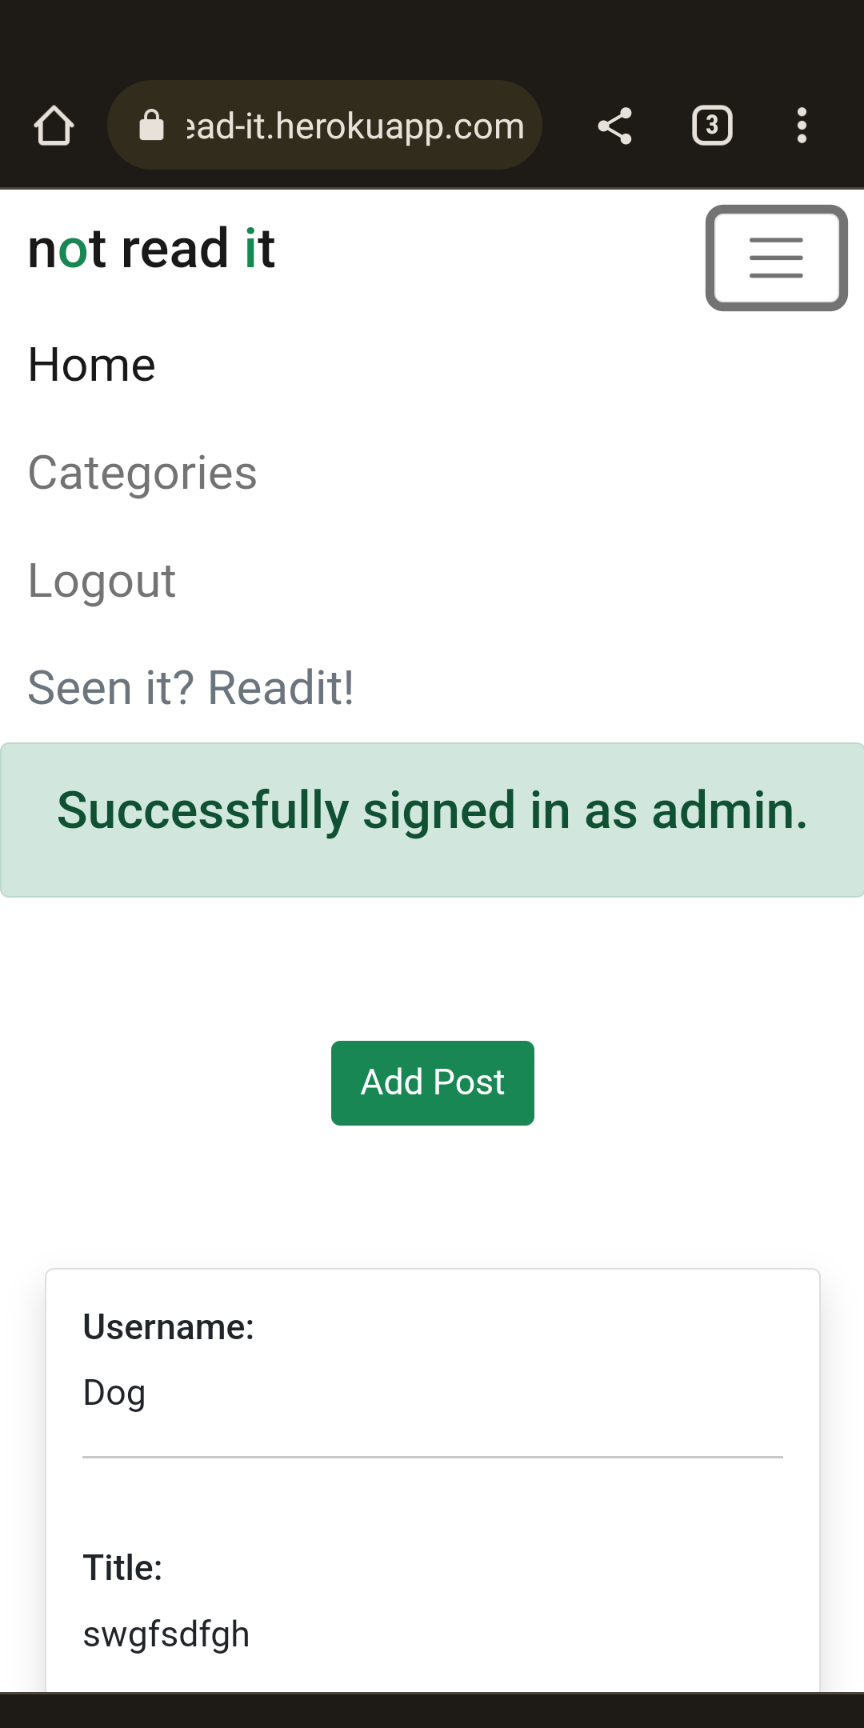 ead-it.herokuapp.com
3
not read it
Home
Categories
Logout
Seen it? Readit!
Successfully signed in as admin.
Add Post
Username:
Dog
Title:
swgfsdfgh